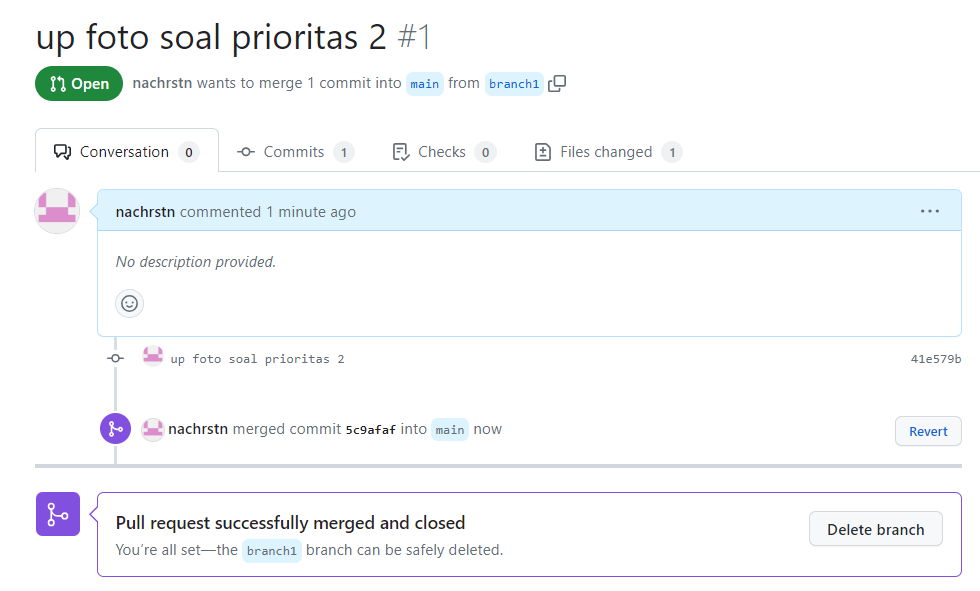 up foto soal prioritas 2 #1
Open nachrstn wants to merge 1 commit into main from branch1
Conversation 0 Commits 1 Checks 0 Files changed 1
nachrstn commented 1 minute ago
No description provided.
up foto soal prioritas 2 41e579b
nachrstn merged commit 5c9afaf into main now Revert
Pull request successfully merged and closed
You’re all set—the branch1 branch can be safely deleted.
Delete branch